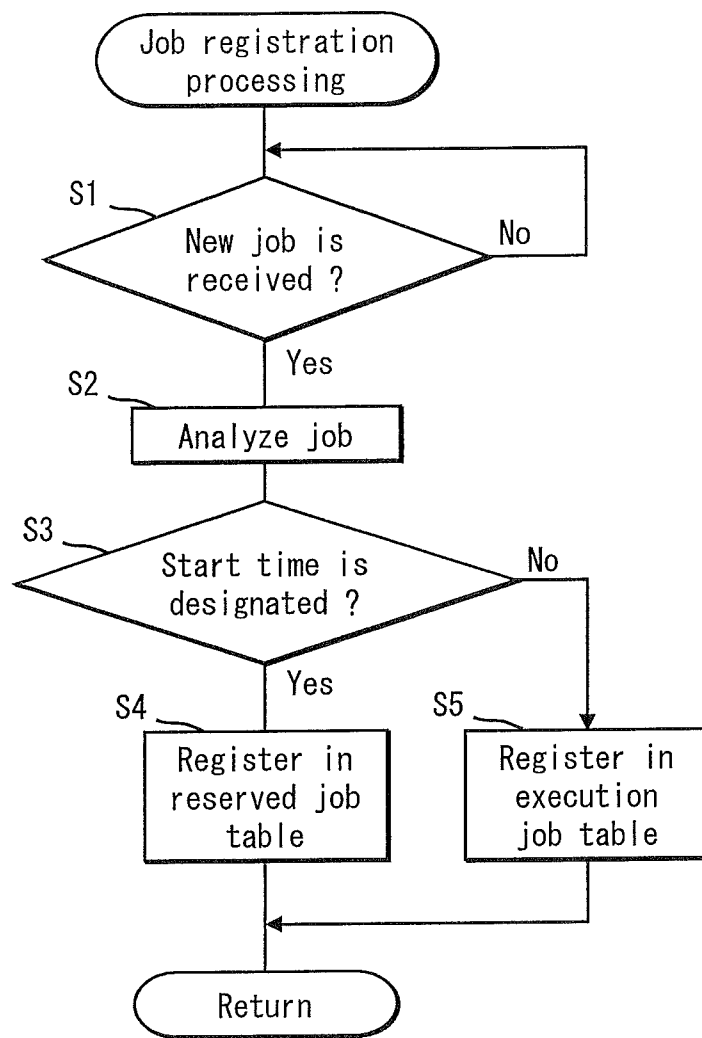 Job registration
processing
S1
New job is
received ?
No
Yes
S2
Analyze job
S3
Start time is
designated ?
No
Yes
S4
Register in
reserved job
table
S5
Register in
execution
job table
Return